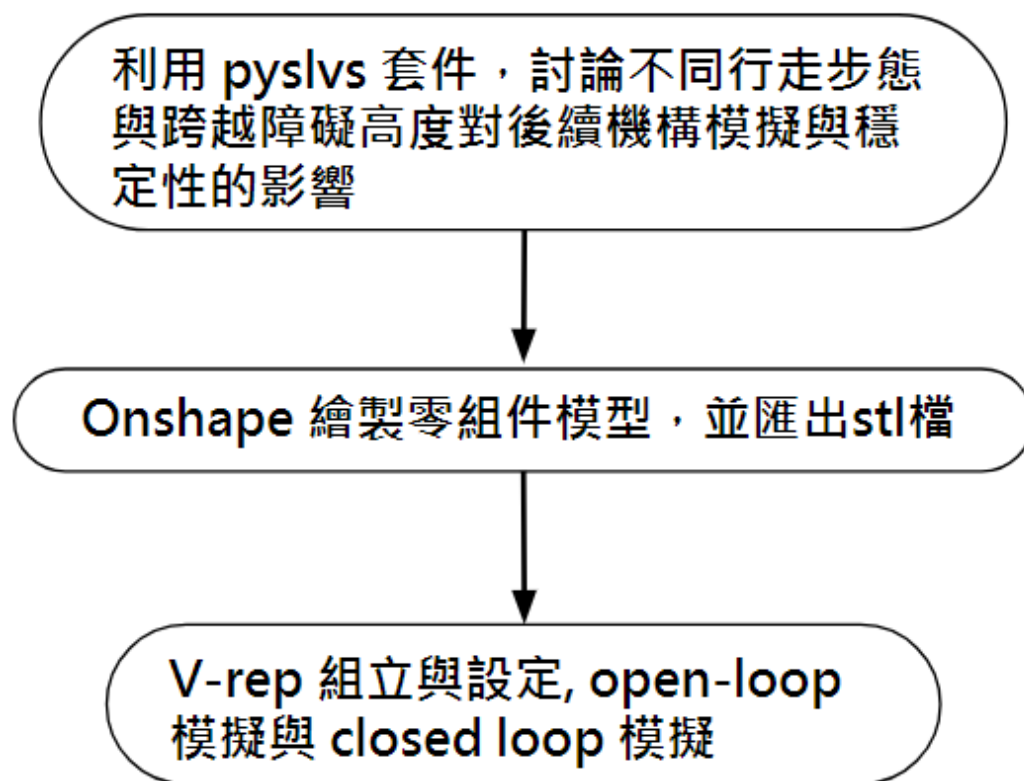 利用 pyslvs 套件，討論不同行走步態
與跨越障礙高度對後續機構模擬與穩
定性的影響
Onshape 繪製零組件模型，並匯出stl檔
V-rep 組立與設定, open-loop
模擬與 closed loop 模擬